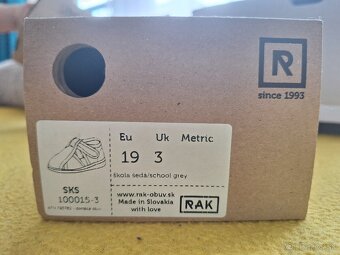 R
since 1993
Eu Uk Metric
19 3
škola šedá/school grey
SKS
100015-3
www.rak-obuv.sk
Made in Slovakia
with love
RAK